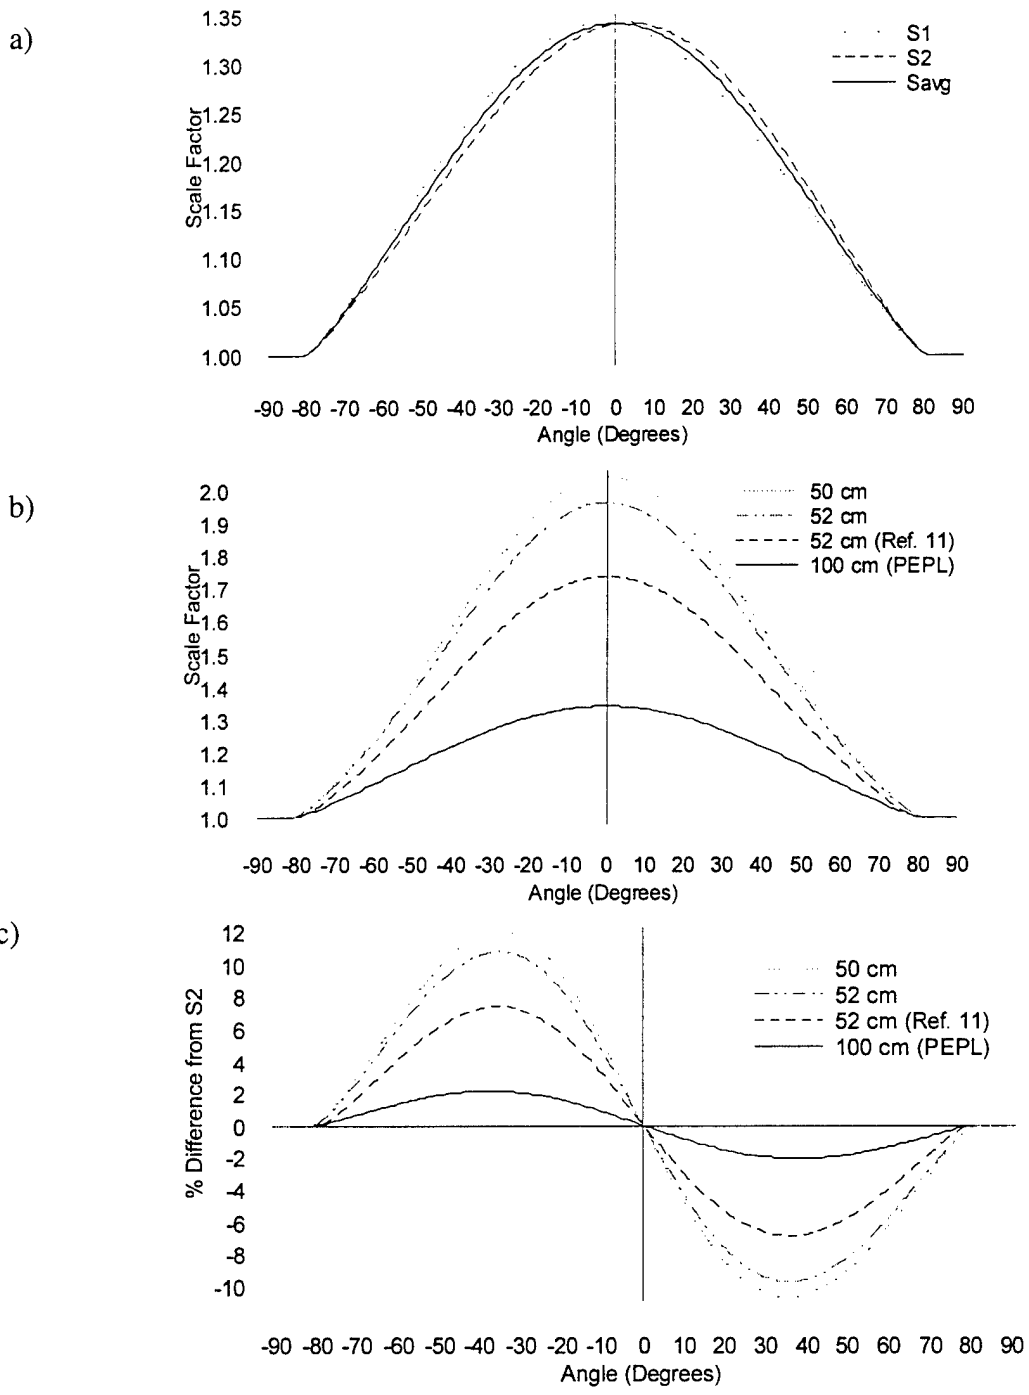 a)
1.35
1.30
1.25
1.20
1.15
1.10
1.05
1.00
Scale Factor
S1
S2
Savg
-90 -80 -70 -60 -50 -40 -30 -20 -10 0 10 20 30 40 50 60 70 80 90
Angle (Degrees)
b)
2.0
1.9
1.8
1.7
1.6
1.5
1.4
1.3
1.2
1.1
1.0
Scale Factor
50 cm
52 cm
52 cm (Ref. 11)
100 cm (PEPL)
-90 -80 -70 -60 -50 -40 -30 -20 -10 0 10 20 30 40 50 60 70 80 90
Angle (Degrees)
c)
12
10
8
6
4
2
0
-2
-4
-6
-8
-10
% Difference from S2
50 cm
52 cm
52 cm (Ref. 11)
100 cm (PEPL)
-90 -80 -70 -60 -50 -40 -30 -20 -10 0 10 20 30 40 50 60 70 80 90
Angle (Degrees)